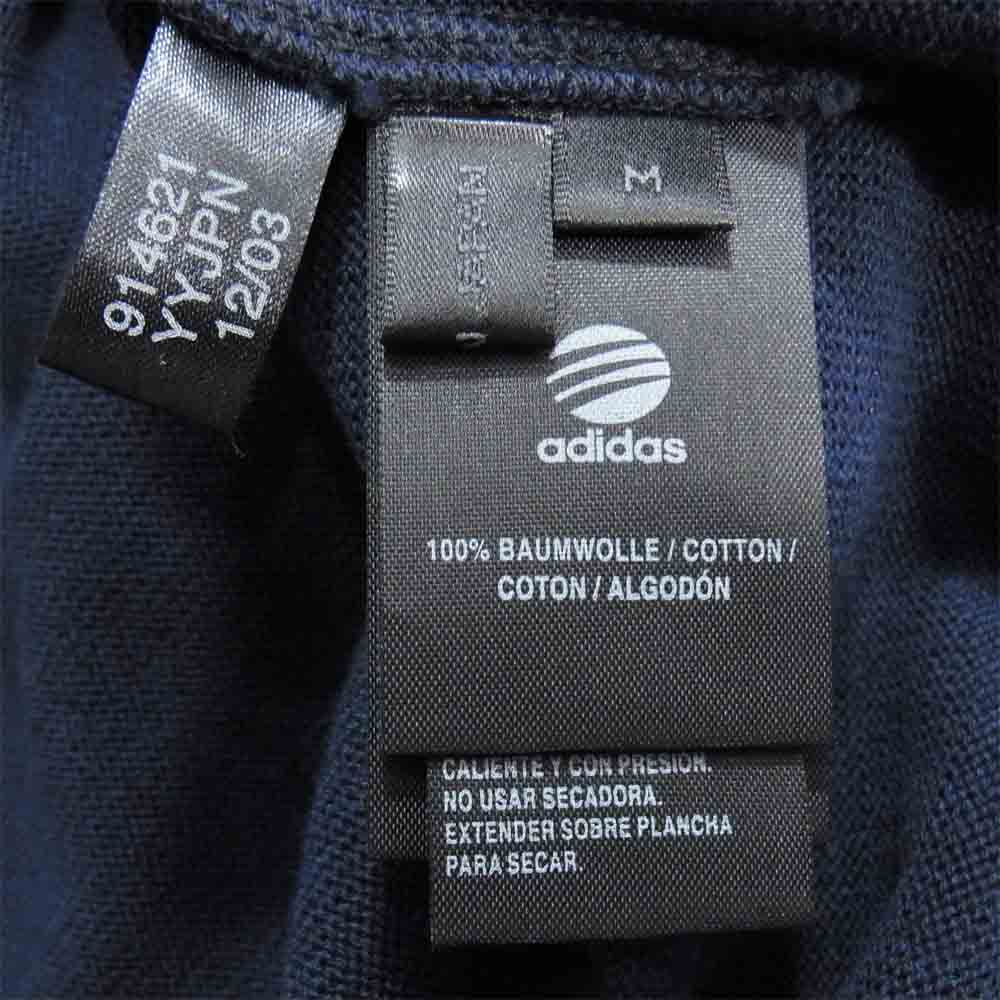 914621
YYJPN
12/03
M
adidas
100% BAUMWOLLE / COTTON /
COTON / ALGODÓN
CALIENTE Y CON PRESIÓN.
NO USAR SECADORA.
EXTENDER SOBRE PLANCHA
PARA SECAR.